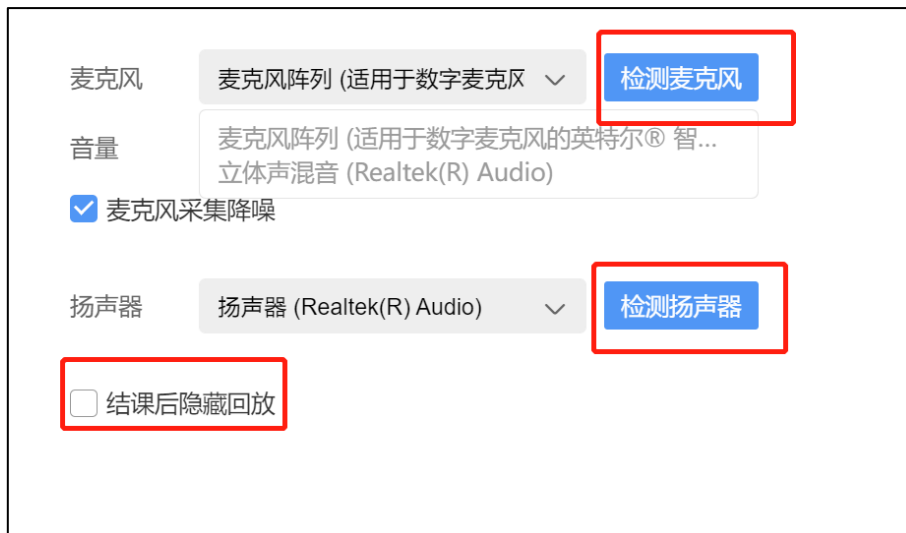 麦克风 麦克风阵列 (适用于数字麦克风 检测麦克风
音量 麦克风阵列 (适用于数字麦克风的英特尔® 智...
立体声混音 (Realtek(R) Audio)
麦克风采集降噪
扬声器 扬声器 (Realtek(R) Audio) 检测扬声器
结课后隐藏回放